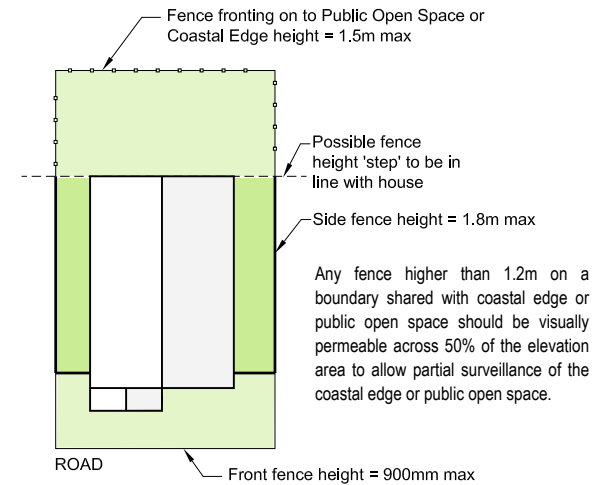 Fence fronting on to Public Open Space or
Coastal Edge height = 1.5m max
Possible fence
height 'step' to be in
line with house
Side fence height = 1.8m max
Any fence higher than 1.2m on a
boundary shared with coastal edge or
public open space should be visually
permeable across 50% of the elevation
area to allow partial surveillance of the
coastal edge or public open space.
ROAD
Front fence height = 900mm max